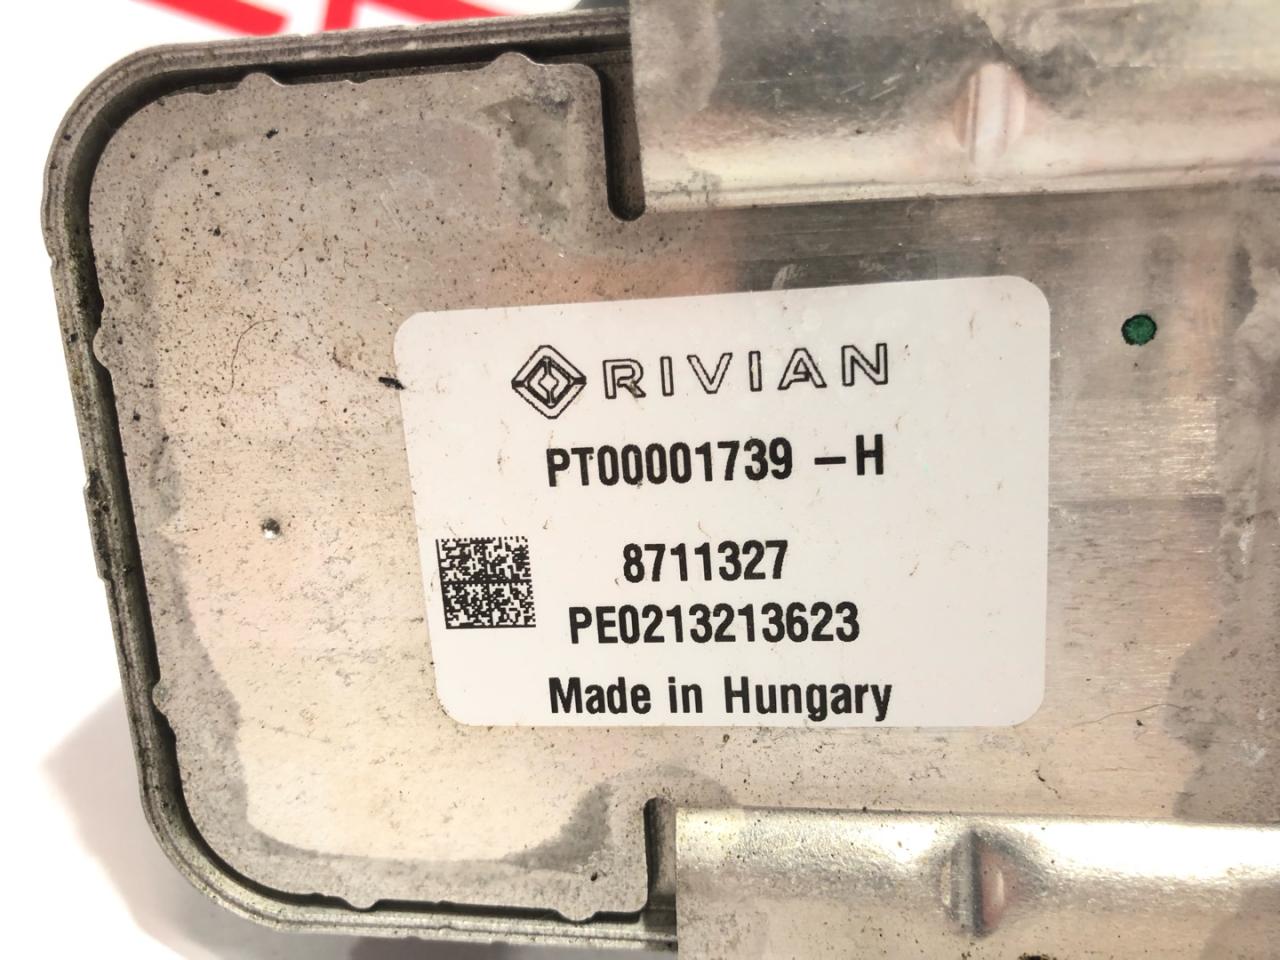 RIVIAN
PT00001739 -H
8711327
PE0213213623
Made in Hungary